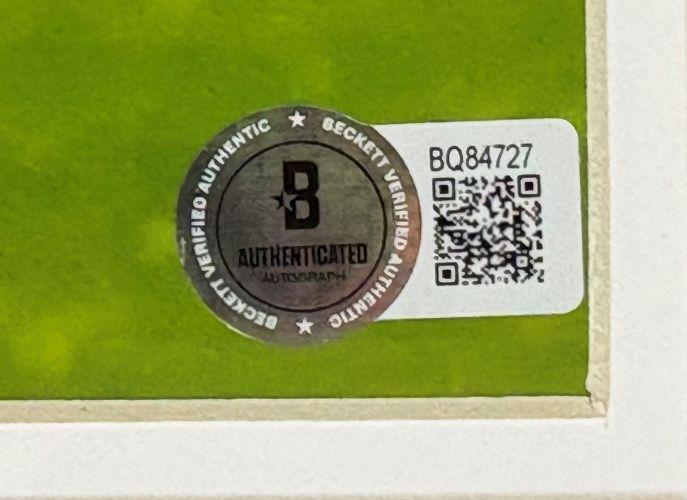 ★ BECKETT VERIFIED AUTHENTIC
★ BECKETT VERIFIED AUTHENTIC
B
AUTHENTICATED
AUTOGRAPH
BQ84727